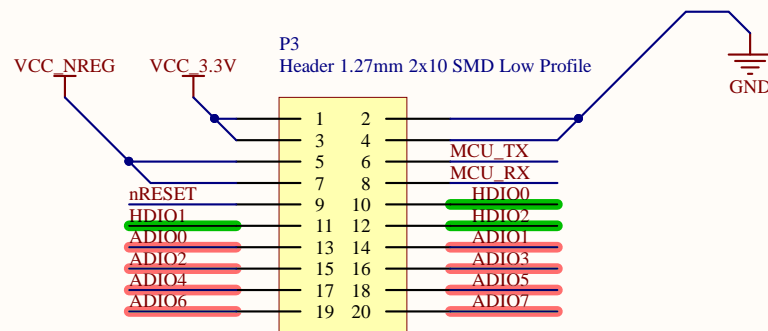 P3
Header 1.27mm 2x10 SMD Low Profile
VCC_NREG VCC_3.3V
GND
1 2
3 4
5 6 MCU_TX
7 8 MCU_RX
nRESET 9 10 HDIO0
HDIO1 11 12 HDIO2
ADIO0 13 14 ADIO1
ADIO2 15 16 ADIO3
ADIO4 17 18 ADIO5
ADIO6 19 20 ADIO7